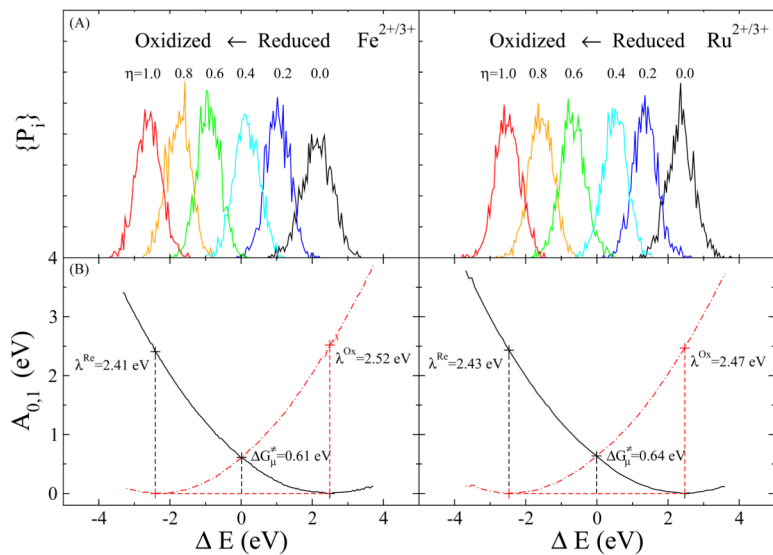 (A)
Oxidized ← Reduced Fe2+/3+
η=1.0 0.8 0.6 0.4 0.2 0.0
Oxidized ← Reduced Ru2+/3+
η=1.0 0.8 0.6 0.4 0.2 0.0
{Pi}
(B)
4
3
2
1
0
A0,1 (eV)
λRe=2.41 eV
λOx=2.52 eV
ΔG≠μ=0.61 eV
λRe=2.43 eV
λOx=2.47 eV
ΔG≠μ=0.64 eV
-4 -2 0 2 4
-4 -2 0 2 4
Δ E (eV)
Δ E (eV)